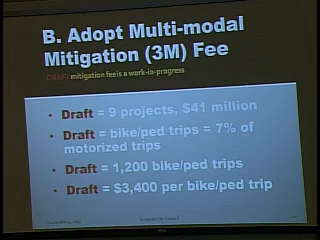 B. Adopt Multi-modal
Mitigation (3M) Fee
DRAFT mitigation fee is a work-in-progress
• Draft = 9 projects, $41 million
• Draft = bike/ped trips = 7% of
motorized trips
• Draft = 1,200 bike/ped trips
• Draft = $3,400 per bike/ped trip